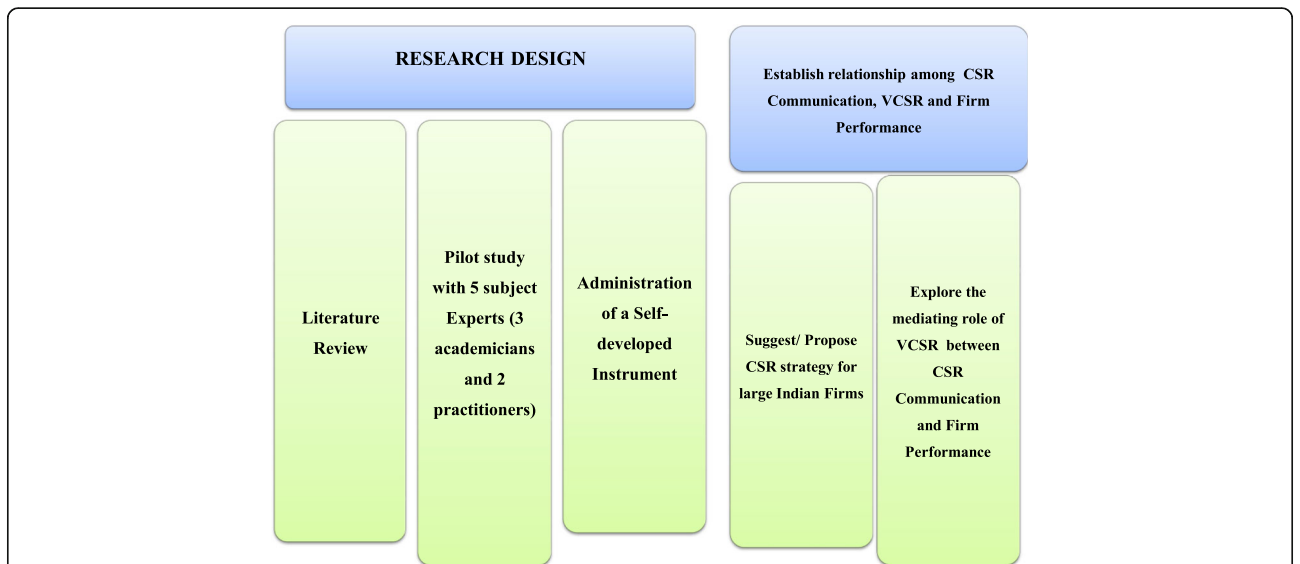 RESEARCH DESIGN
Literature
Review
Pilot study
with 5 subject
Experts (3
academicians
and 2
practitioners)
Administration
of a Self-
developed
Instrument
Establish relationship among CSR
Communication, VCSR and Firm
Performance
Suggest/ Propose
CSR strategy for
large Indian Firms
Explore the
mediating role of
VCSR between
CSR
Communication
and Firm
Performance